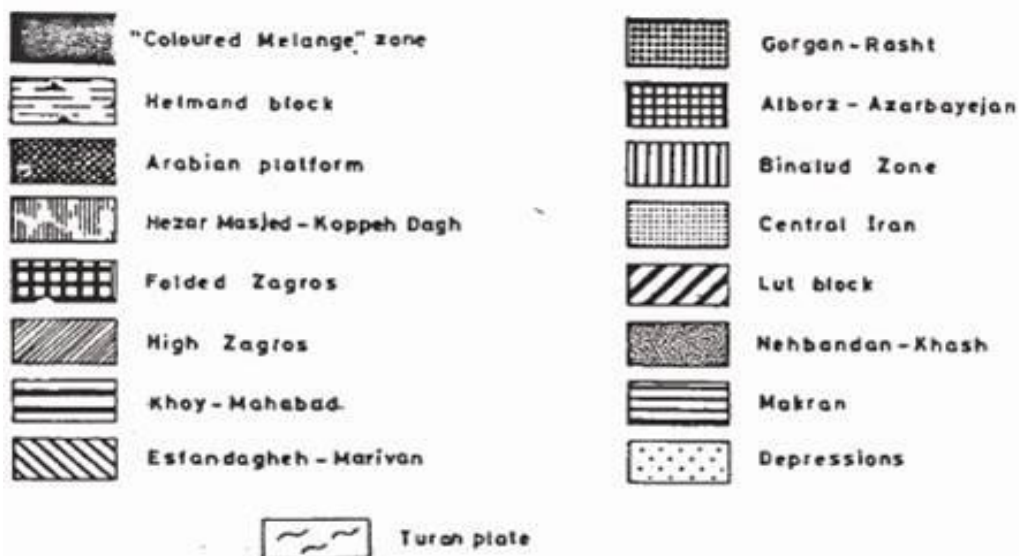 "Coloured Melange" zone
Helmand block
Arabian platform
Hezar Masjed - Koppeh Dagh
Folded Zagros
High Zagros
Khoy - Mahabad
Esfandagheh - Marivan
Gorgan - Rasht
Alborz - Azarbayejan
Binalud Zone
Central Iran
Lut block
Nehbandan - Khash
Makran
Depressions
Turan plate